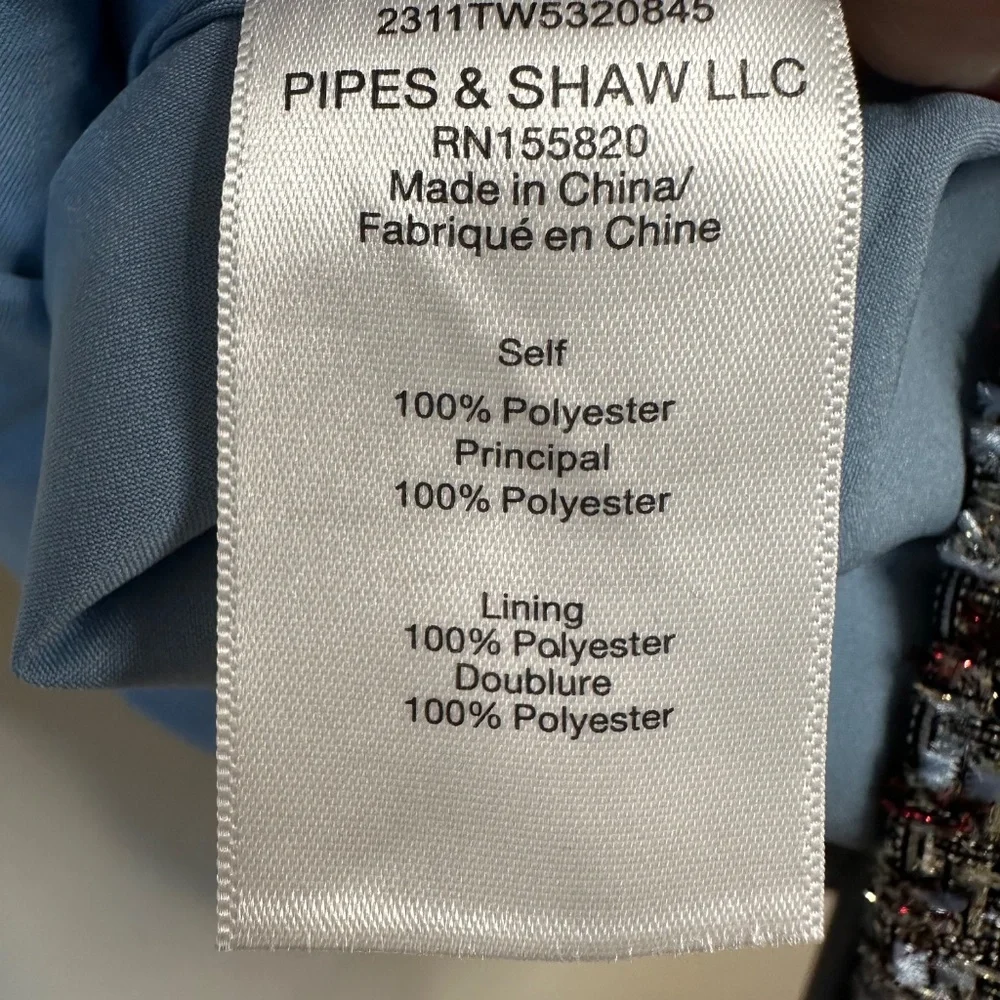 2311TW5320845
PIPES & SHAW LLC
RN155820
Made in China/
Fabriqué en Chine
Self
100% Polyester
Principal
100% Polyester
Lining
100% Polyester
Doublure
100% Polyester